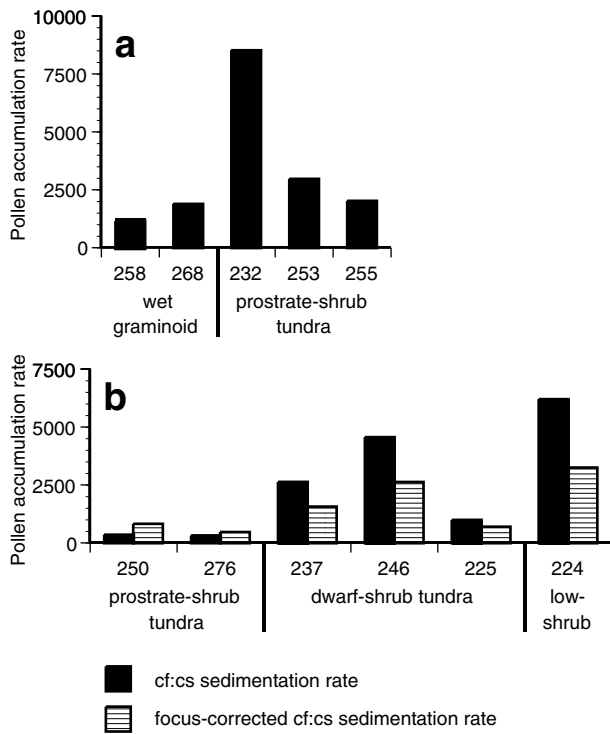 10000
a
7500
5000
2500
0
Pollen accumulation rate
258 268 232 253 255
wet prostrate-shrub
graminoid tundra
7500
b
5000
2500
0
Pollen accumulation rate
250 276 237 246 225 224
prostrate-shrub dwarf-shrub tundra low-
tundra shrub
cf:cs sedimentation rate
focus-corrected cf:cs sedimentation rate